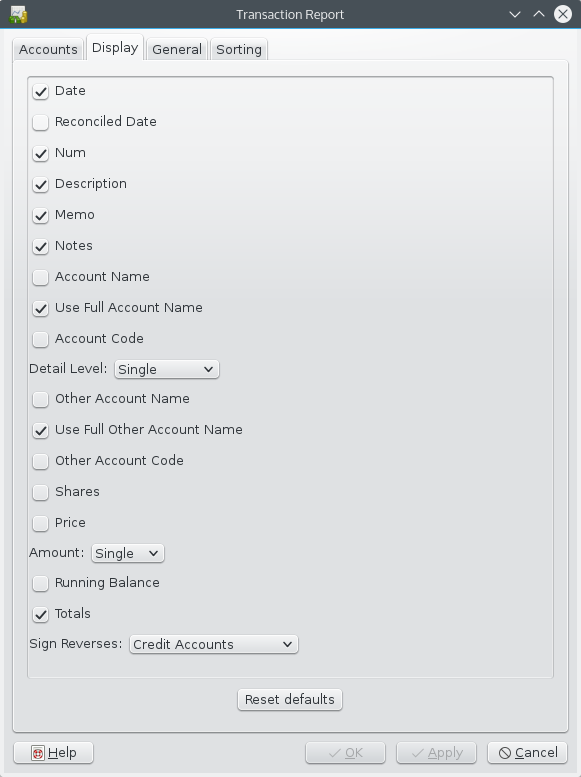 Transaction Report
Accounts Display General Sorting
Date
Reconciled Date
Num
Description
Memo
Notes
Account Name
Use Full Account Name
Account Code
Detail Level: Single
Other Account Name
Use Full Other Account Name
Other Account Code
Shares
Price
Amount: Single
Running Balance
Totals
Sign Reverses: Credit Accounts
Reset defaults
Help OK Apply Cancel